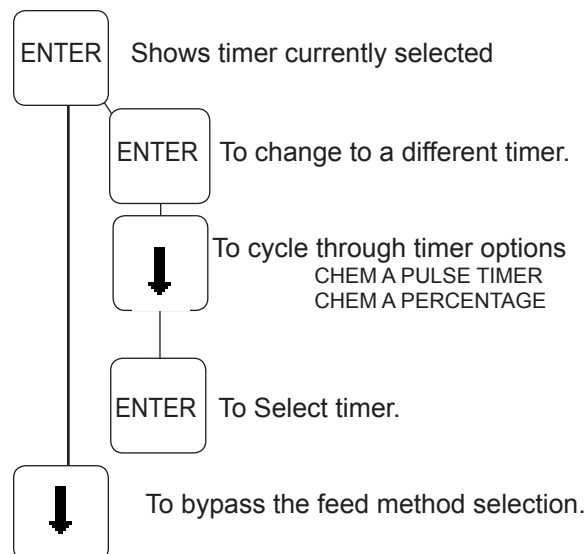 ENTER Shows timer currently selected
ENTER To change to a different timer.
To cycle through timer options
CHEM A PULSE TIMER
CHEM A PERCENTAGE
ENTER To Select timer.
To bypass the feed method selection.